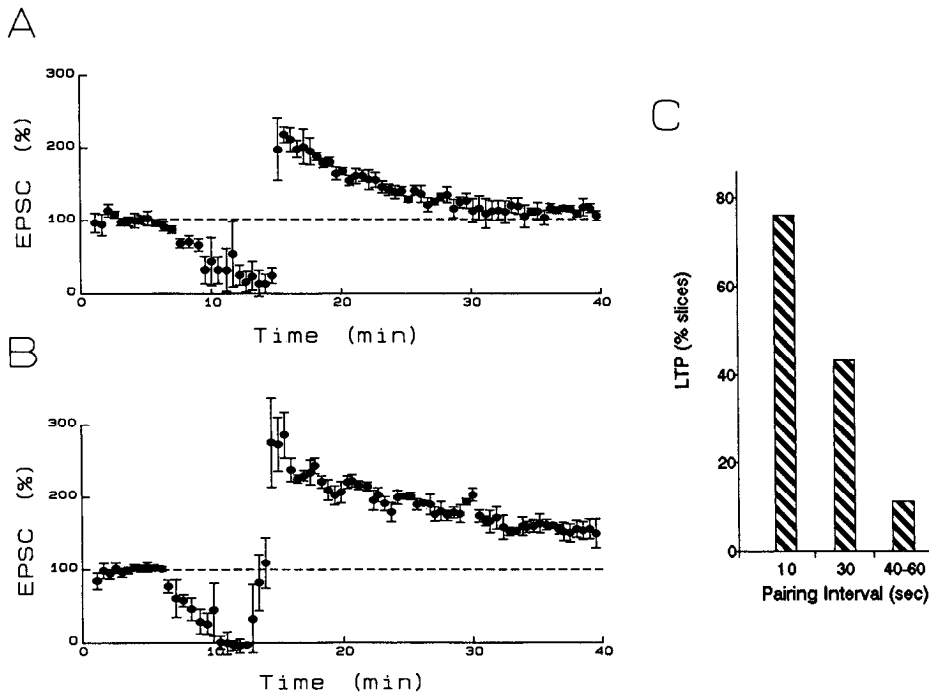 A
300
200
100
0
EPSC (%)
0 10 20 30 40
Time (min)
B
300
200
100
0
EPSC (%)
0 10 20 30 40
Time (min)
C
80
60
40
20
0
LTP (% slices)
10 30 40-60
Pairing Interval (sec)